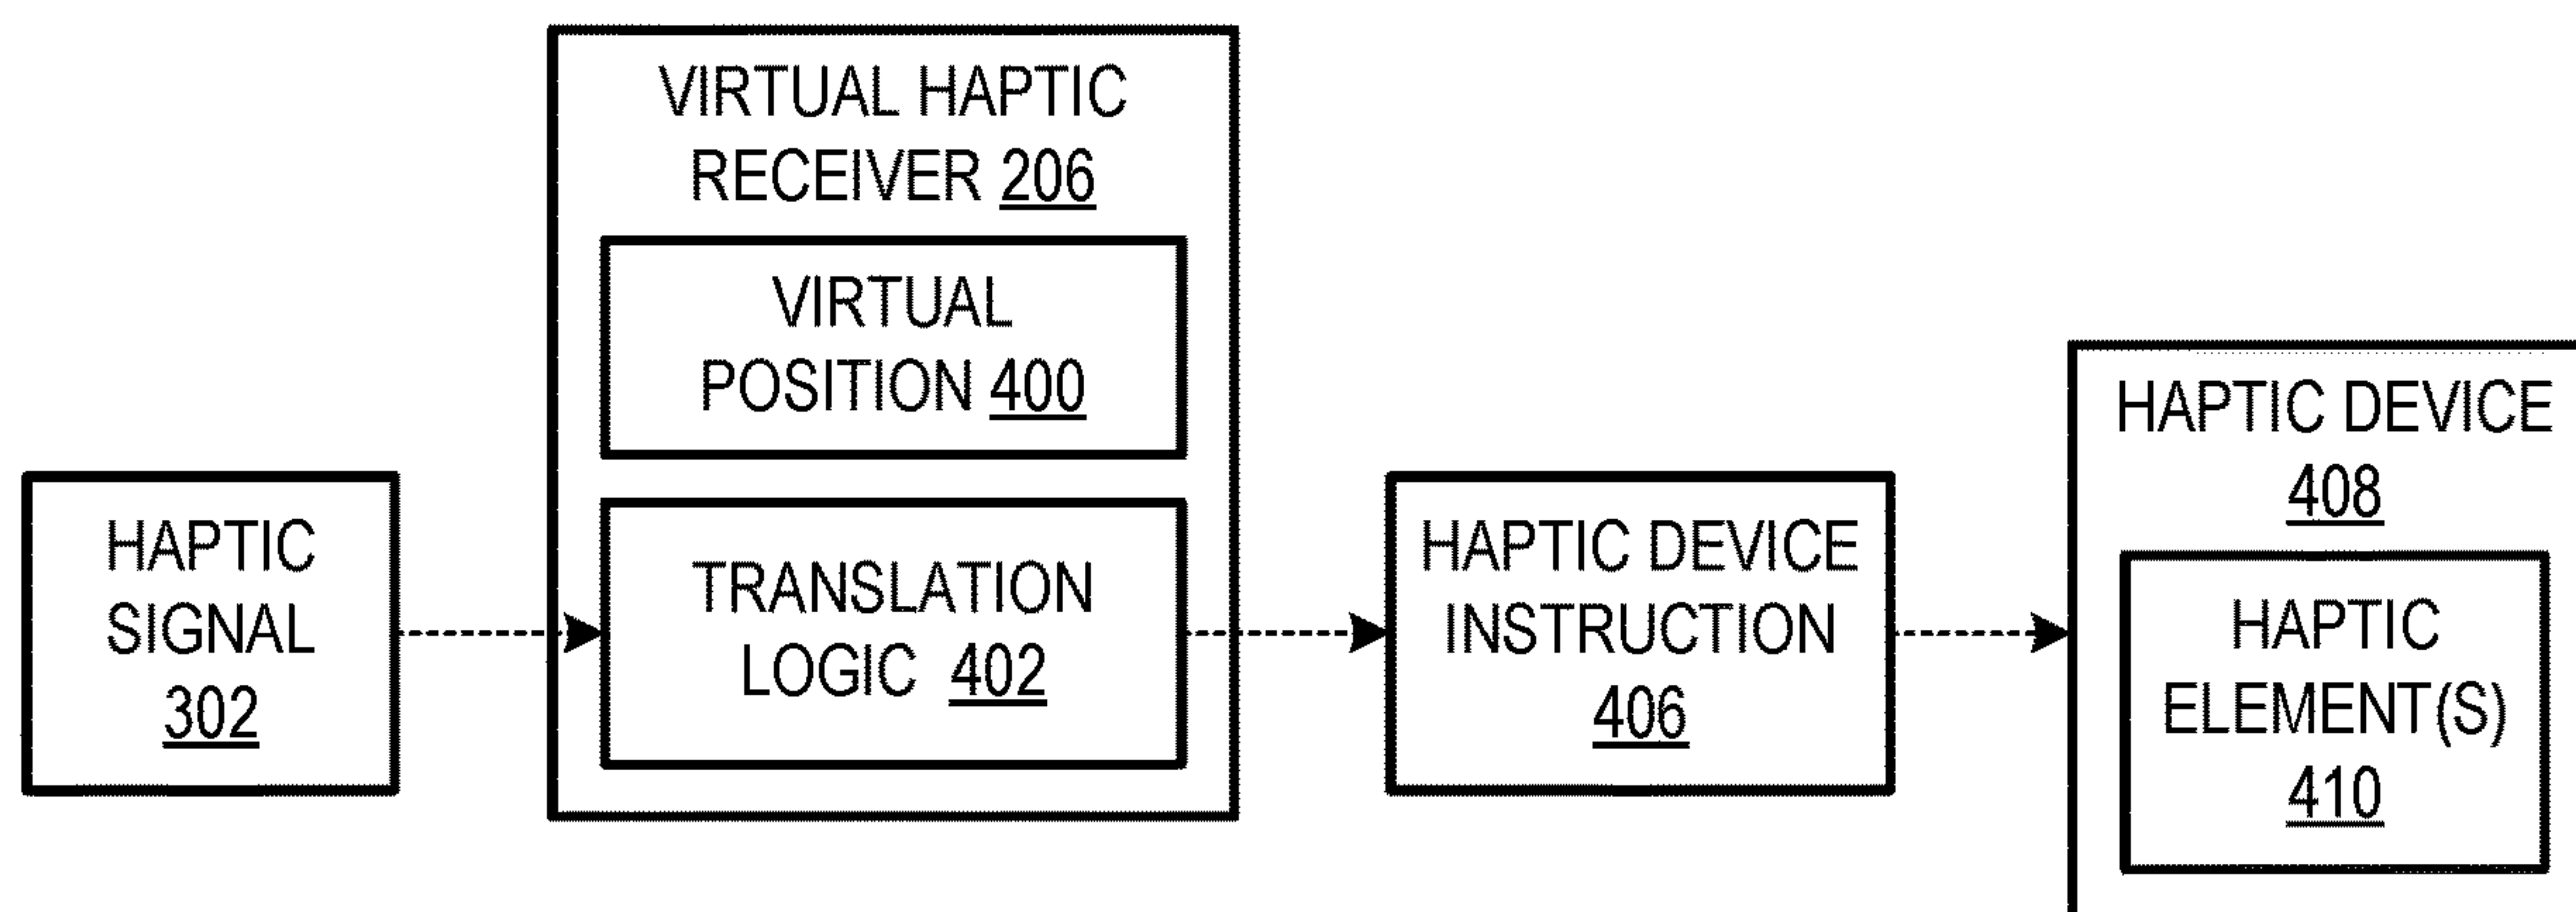 HAPTIC
SIGNAL
302
VIRTUAL HAPTIC
RECEIVER 206
VIRTUAL
POSITION 400
TRANSLATION
LOGIC 402
HAPTIC DEVICE
INSTRUCTION
406
HAPTIC DEVICE
408
HAPTIC
ELEMENT(S)
410